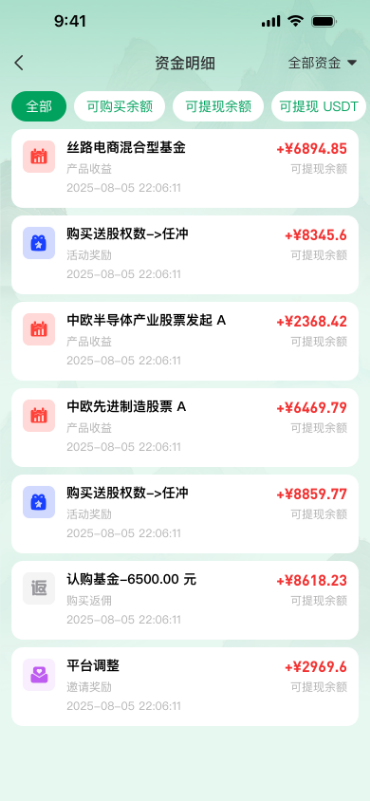 9:41
资金明细
全部资金
全部
可购买余额
可提现余额
可提现 USDT
丝路电商混合型基金
+¥6894.85
产品收益
可提现余额
2025-08-05 22:06:11
购买送股权数->任冲
+¥8345.6
活动奖励
可提现余额
2025-08-05 22:06:11
中欧半导体产业股票发起 A
+¥2368.42
产品收益
可提现余额
2025-08-05 22:06:11
中欧先进制造股票 A
+¥6469.79
产品收益
可提现余额
2025-08-05 22:06:11
购买送股权数->任冲
+¥8859.77
活动奖励
可提现余额
2025-08-05 22:06:11
返
认购基金-6500.00 元
+¥8618.23
购买返佣
可提现余额
2025-08-05 22:06:11
平台调整
+¥2969.6
邀请奖励
可提现余额
2025-08-05 22:06:11